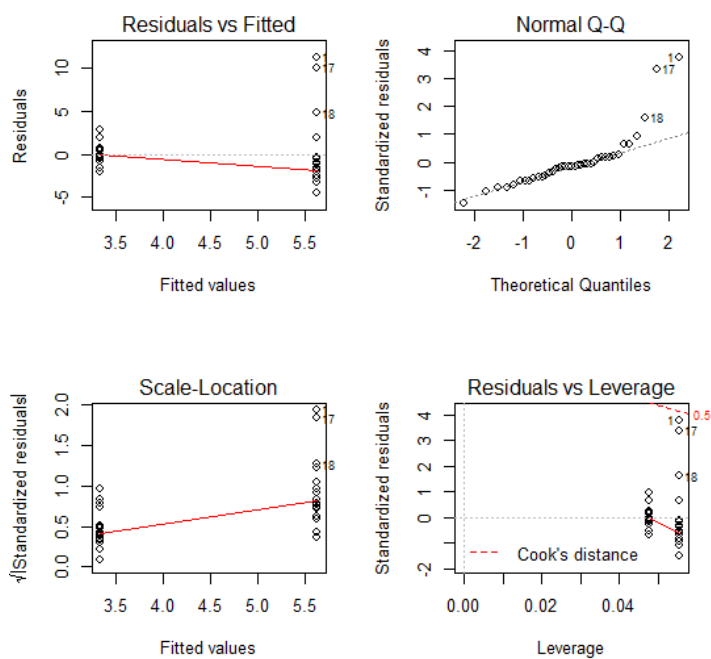 Residuals vs Fitted
Residuals
10
5
0
-5
1
17
18
3.5 4.0 4.5 5.0 5.5
Fitted values
Normal Q-Q
Standardized residuals
4
3
2
1
0
-1
1
17
18
-2 -1 0 1 2
Theoretical Quantiles
Scale-Location
√|Standardized residuals|
2.0
1.5
1.0
0.5
0.0
1
17
18
3.5 4.0 4.5 5.0 5.5
Fitted values
Residuals vs Leverage
Standardized residuals
4
3
2
1
0
-2
1
17
18
0.5
Cook's distance
0.00 0.02 0.04
Leverage